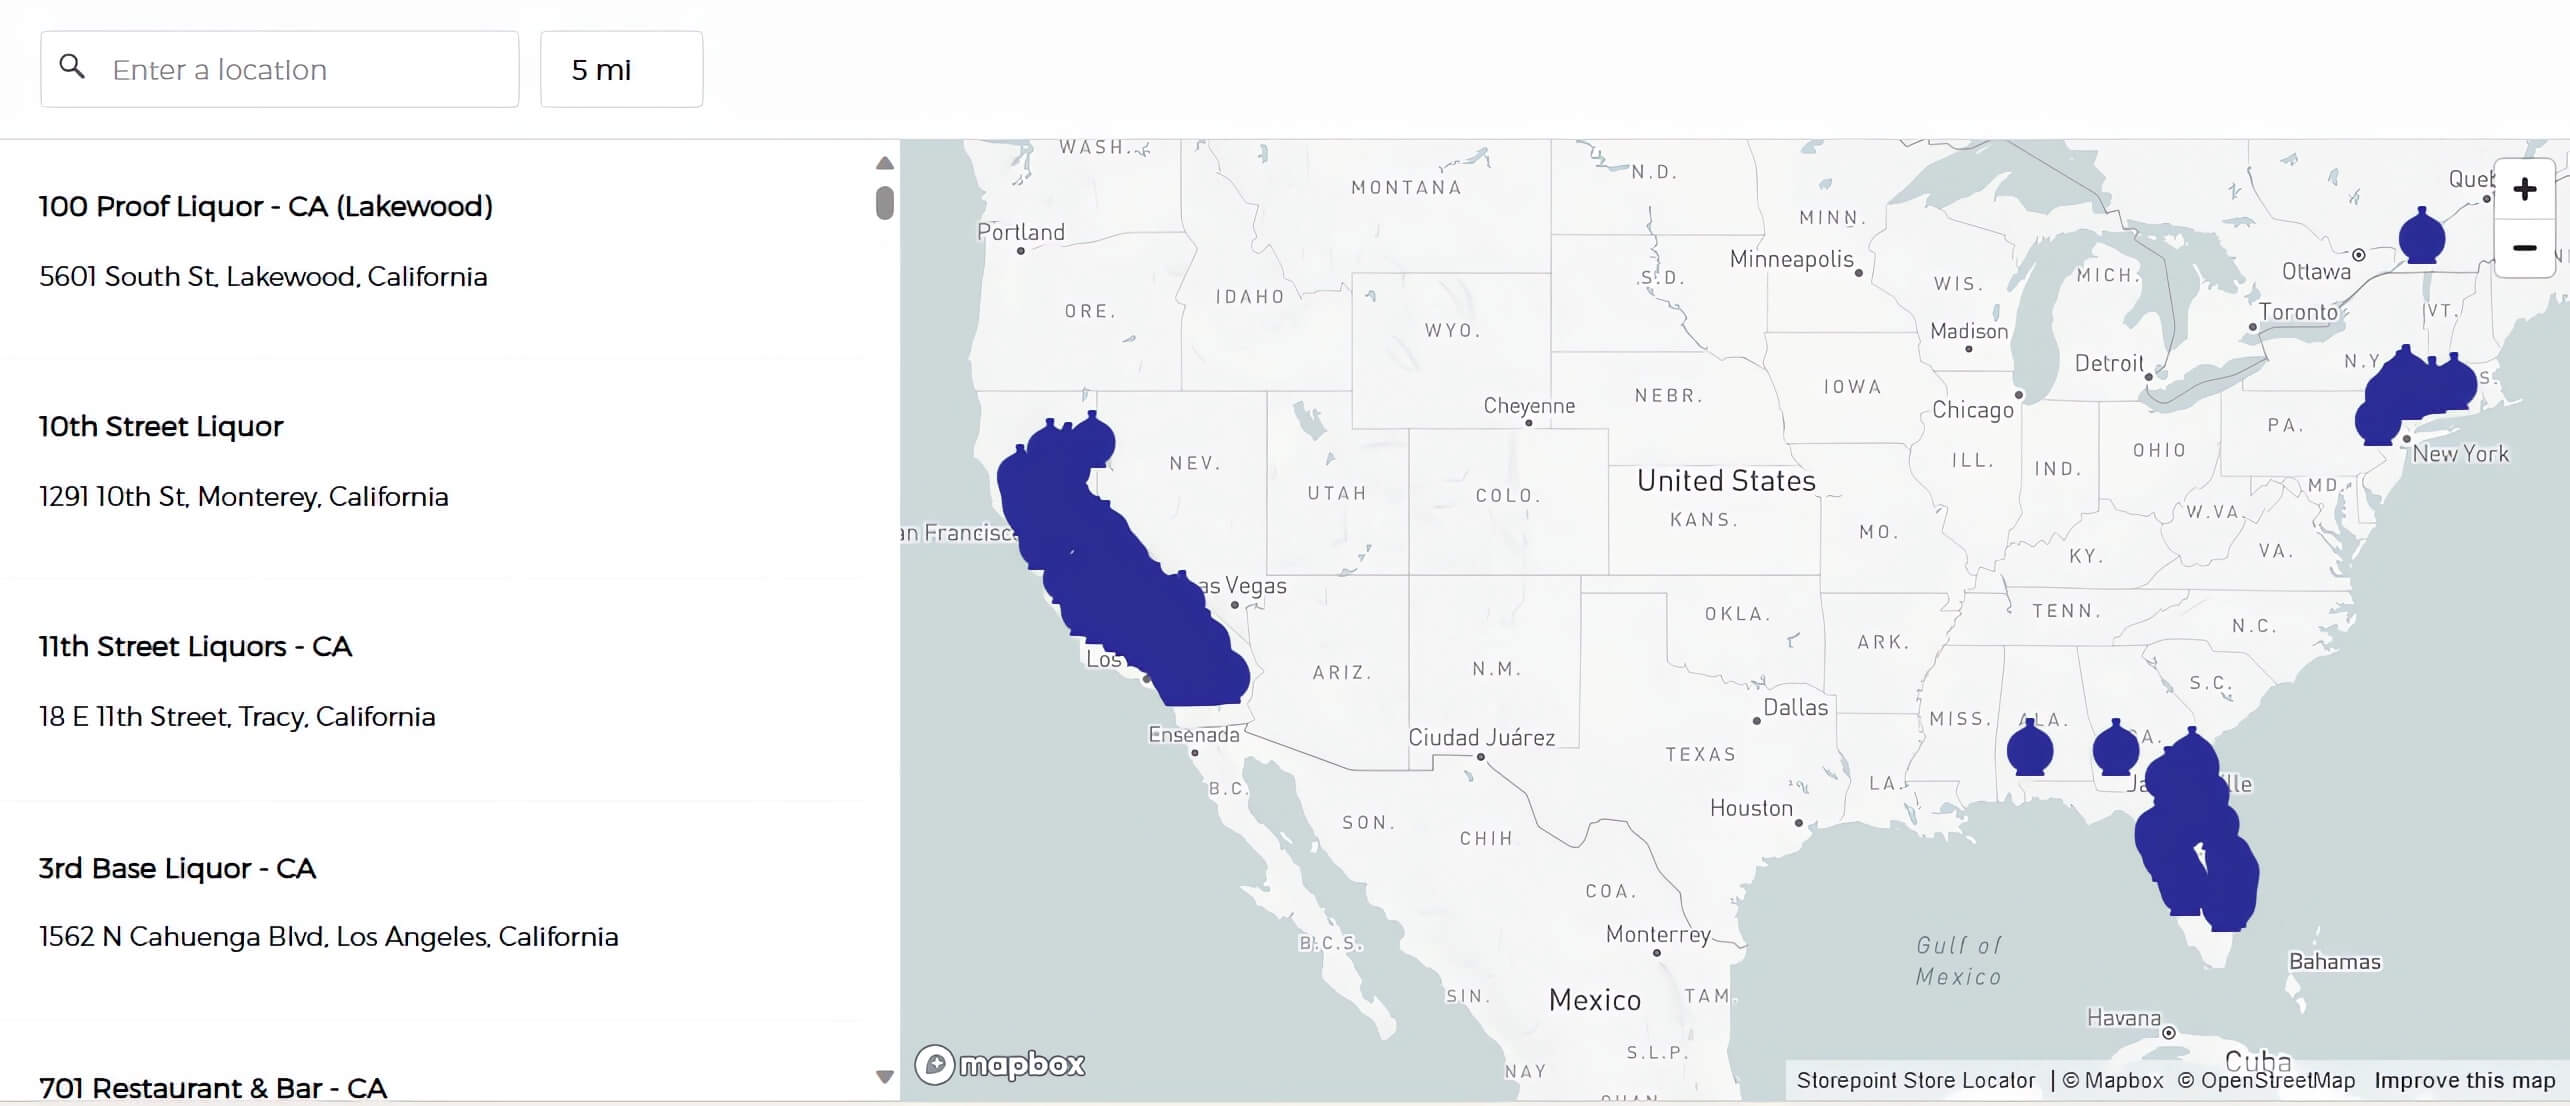 Enter a location
5 mi
100 Proof Liquor - CA (Lakewood)
5601 South St, Lakewood, California
10th Street Liquor
1291 10th St, Monterey, California
11th Street Liquors - CA
18 E 11th Street, Tracy, California
3rd Base Liquor - CA
1562 N Cahuenga Blvd, Los Angeles, California
701 Restaurant & Bar - CA
WASH.
MONTANA
N.D.
MINN.
Queb
+
−
Portland
Minneapolis
Ottawa
ORE.
IDAHO
S.D.
WIS.
MICH.
WYO.
Madison
Toronto
VT.
Detroit
N.Y
S.
Cheyenne
NEBR.
IOWA
Chicago
PA.
New York
NEV.
UTAH
COLO.
United States
ILL.
IND.
OHIO
MD.
KANS.
MO.
W.VA.
an Francisc
KY.
VA.
as Vegas
OKLA.
TENN.
N.C.
Los
ARIZ.
N.M.
ARK.
S.C.
Dallas
MISS.
ALA.
A.
Ensenada
Ciudad Juárez
TEXAS
LA.
Ja
lle
B.C.
Houston
SON.
CHIH
COA.
Monterrey
B.C.S.
Gulf of
Mexico
Bahamas
SIN.
Mexico
TAM.
Havana
S.L.P.
NAY
Cuba
mapbox
Storepoint Store Locator | © Mapbox © OpenStreetMap Improve this map